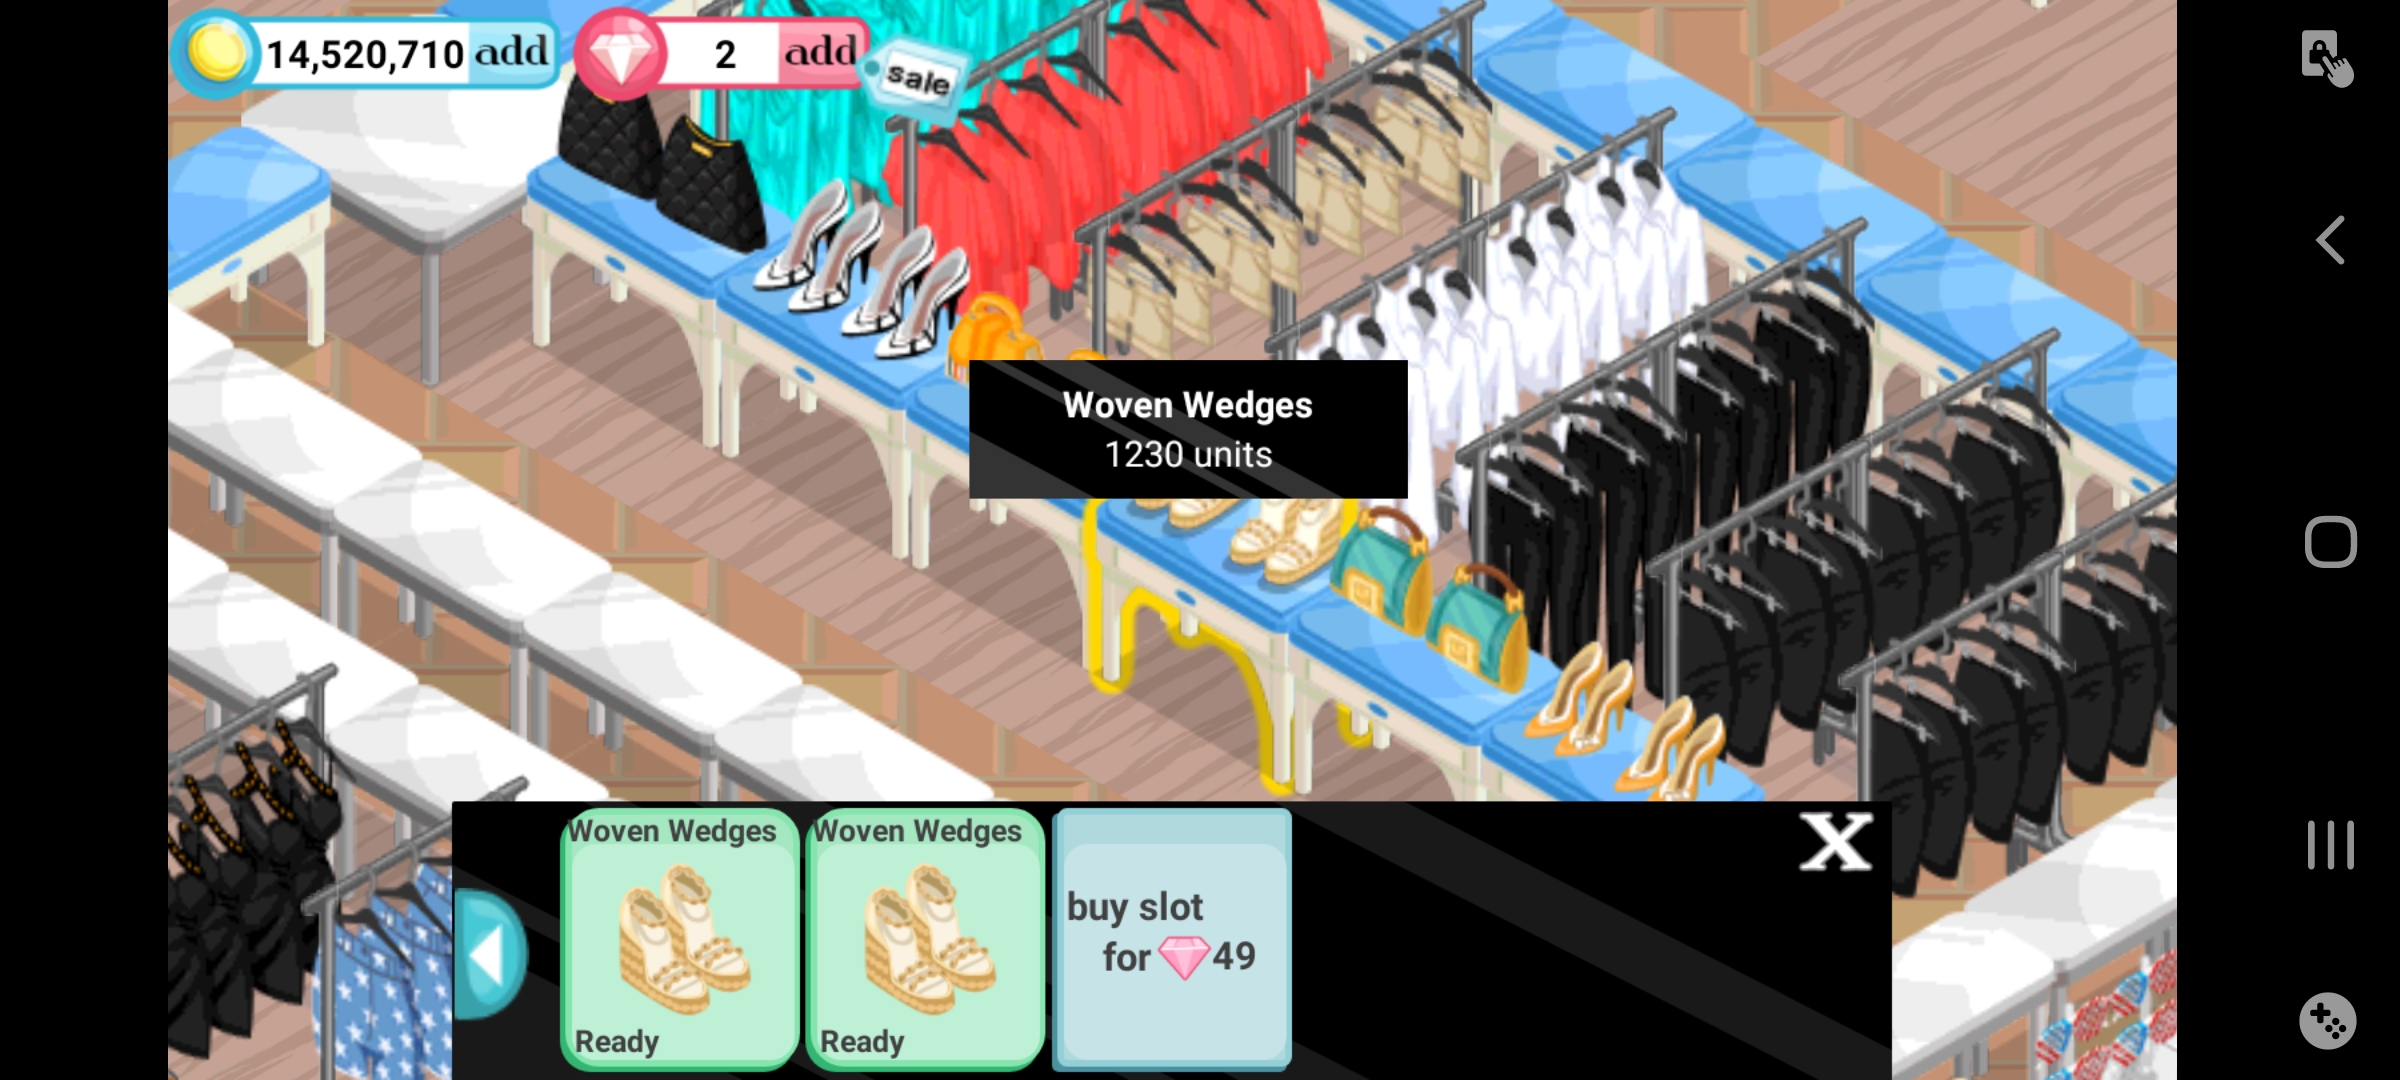 14,520,710 add
2 add
sale
Woven Wedges
1230 units
Woven Wedges
Ready
Woven Wedges
Ready
buy slot
for 49
X